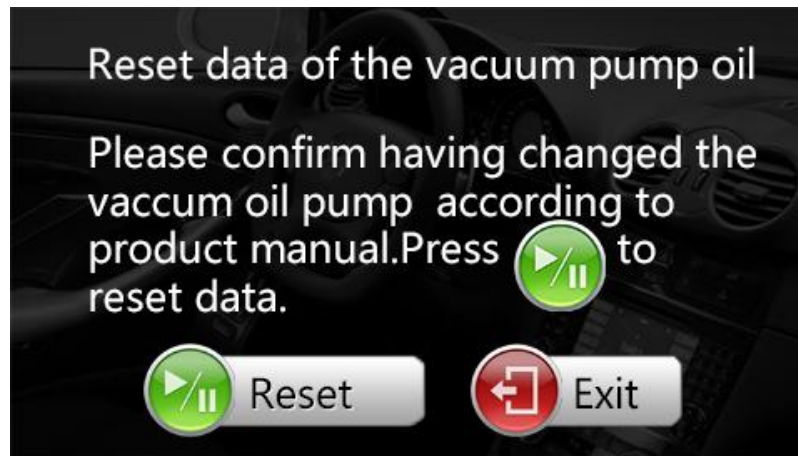 Reset data of the vacuum pump oil
Please confirm having changed the
vaccum oil pump according to
product manual.Press to
reset data.
Reset Exit